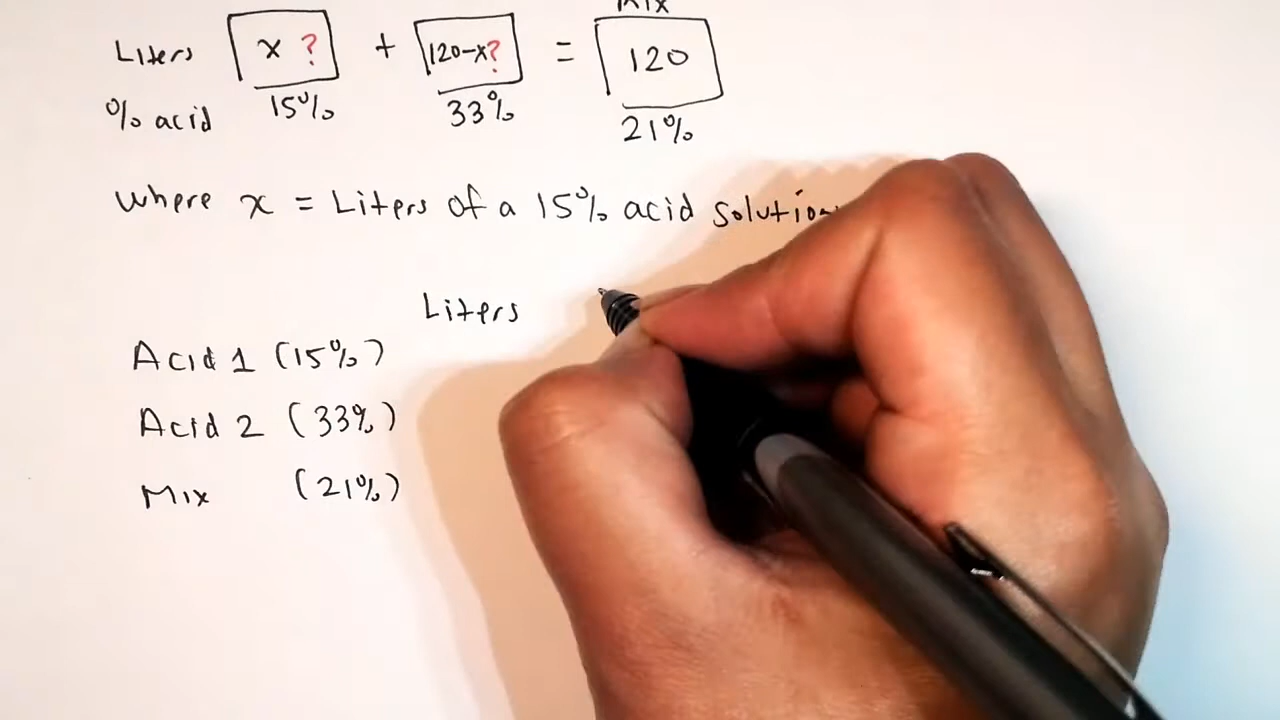 Mix
Liters x ? + 120-x? = 120
% acid 15% 33% 21%
where x = Liters of a 15% acid solution
Liters
Acid 1 (15%)
Acid 2 (33%)
Mix (21%)